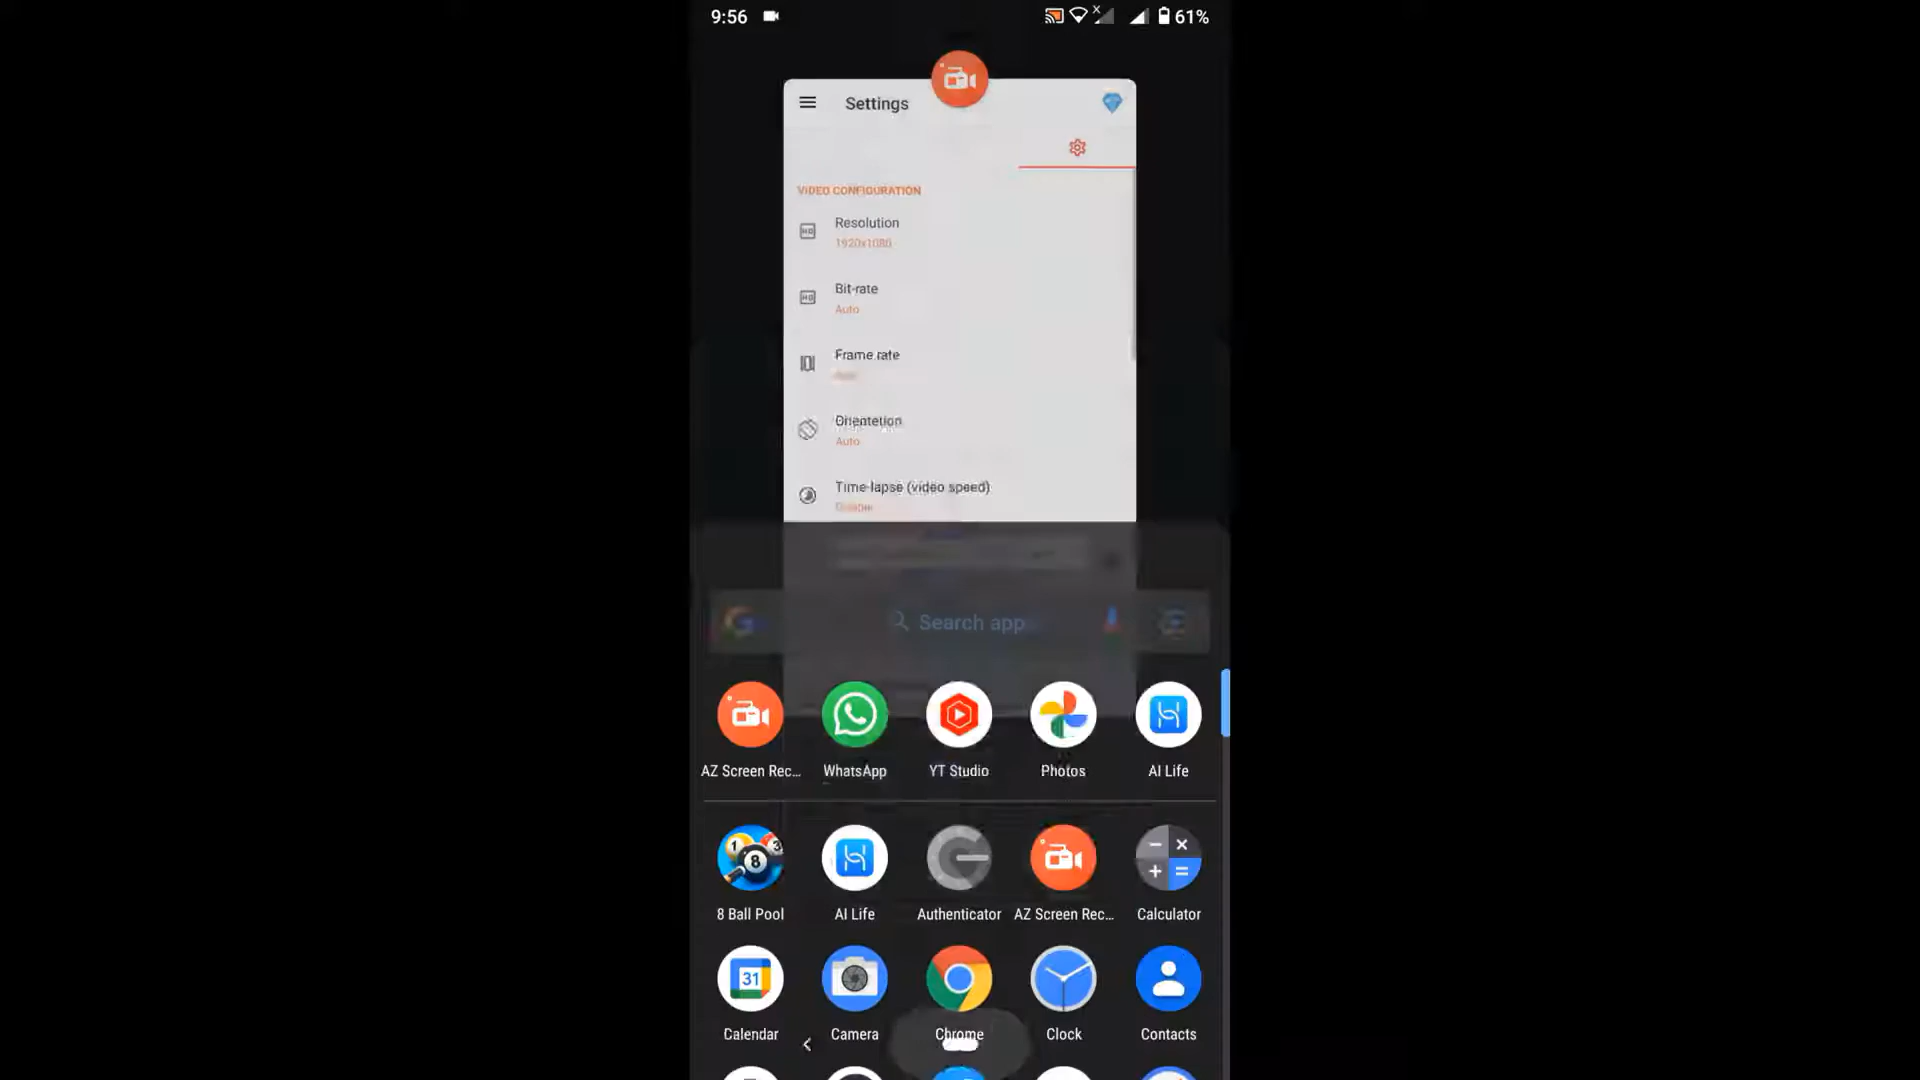 9:56
61%
Settings
VIDEO CONFIGURATION
Resolution
1920x1080
Bit-rate
Auto
Frame rate
Orientetion
Auto
Time-lapse (video speed)
Search app
AZ Screen Rec... WhatsApp YT Studio Photos AI Life
8 Ball Pool AI Life Authenticator AZ Screen Rec... Calculator
31
Calendar Camera Chrome Clock Contacts